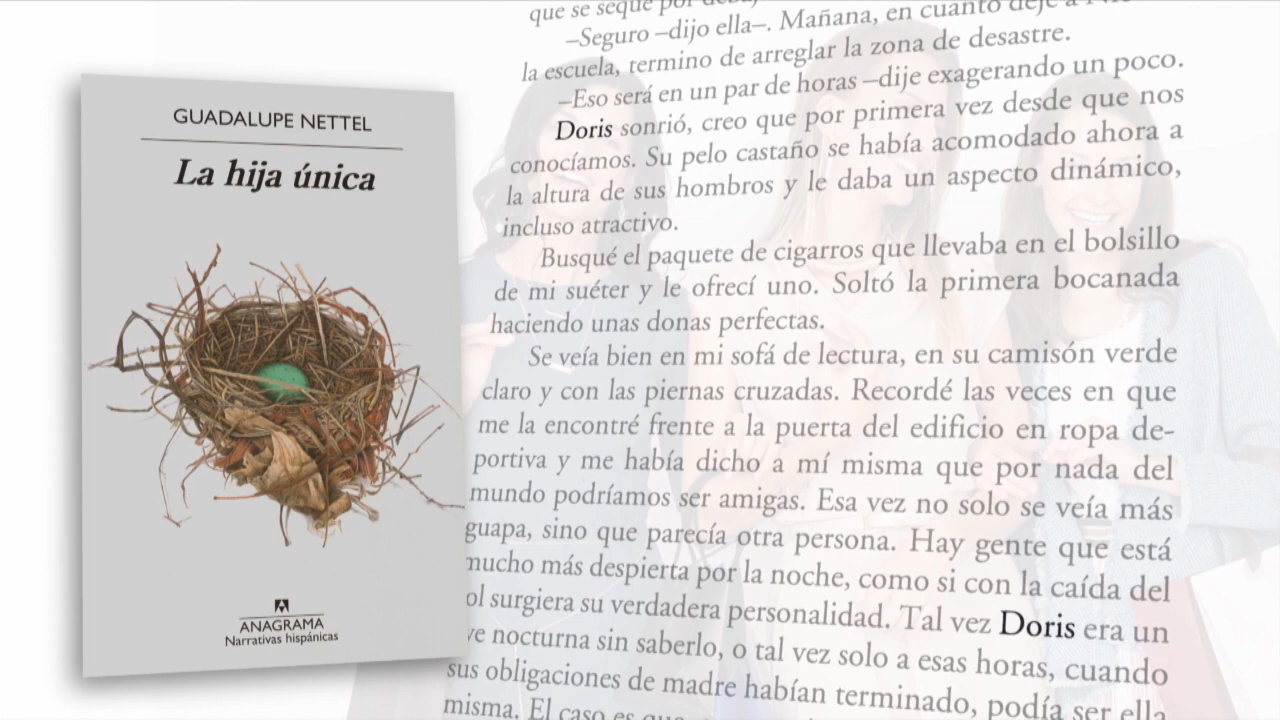 GUADALUPE NETTEL
La hija única
ANAGRAMA
Narrativas hispánicas
que se seque por
–Seguro –dijo ella–. Mañana, en cuanto deje a
la escuela, termino de arreglar la zona de desastre.
–Eso será en un par de horas –dije exagerando un poco.
Doris sonrió, creo que por primera vez desde que nos
conocíamos. Su pelo castaño se había acomodado ahora a
la altura de sus hombros y le daba un aspecto dinámico,
incluso atractivo.
Busqué el paquete de cigarros que llevaba en el bolsillo
de mi suéter y le ofrecí uno. Soltó la primera bocanada
haciendo unas donas perfectas.
Se veía bien en mi sofá de lectura, en su camisón verde
claro y con las piernas cruzadas. Recordé las veces en que
me la encontré frente a la puerta del edificio en ropa de-
portiva y me había dicho a mí misma que por nada del
mundo podríamos ser amigas. Esa vez no solo se veía más
guapa, sino que parecía otra persona. Hay gente que está
mucho más despierta por la noche, como si con la caída del
ol surgiera su verdadera personalidad. Tal vez Doris era un
ve nocturna sin saberlo, o tal vez solo a esas horas, cuando
sus obligaciones de madre habían terminado, podía ser ella
misma. El caso es que